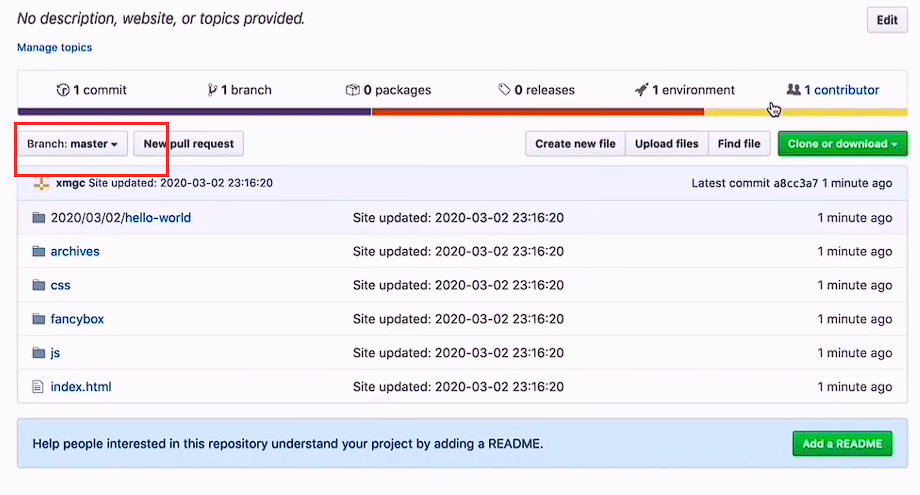 No description, website, or topics provided.
Edit
Manage topics
1 commit 1 branch 0 packages 0 releases 1 environment 1 contributor
Branch: master New pull request Create new file Upload files Find file Clone or download
xmgc Site updated: 2020-03-02 23:16:20 Latest commit a8cc3a7 1 minute ago
2020/03/02/hello-world Site updated: 2020-03-02 23:16:20 1 minute ago
archives Site updated: 2020-03-02 23:16:20 1 minute ago
css Site updated: 2020-03-02 23:16:20 1 minute ago
fancybox Site updated: 2020-03-02 23:16:20 1 minute ago
js Site updated: 2020-03-02 23:16:20 1 minute ago
index.html Site updated: 2020-03-02 23:16:20 1 minute ago
Help people interested in this repository understand your project by adding a README. Add a README